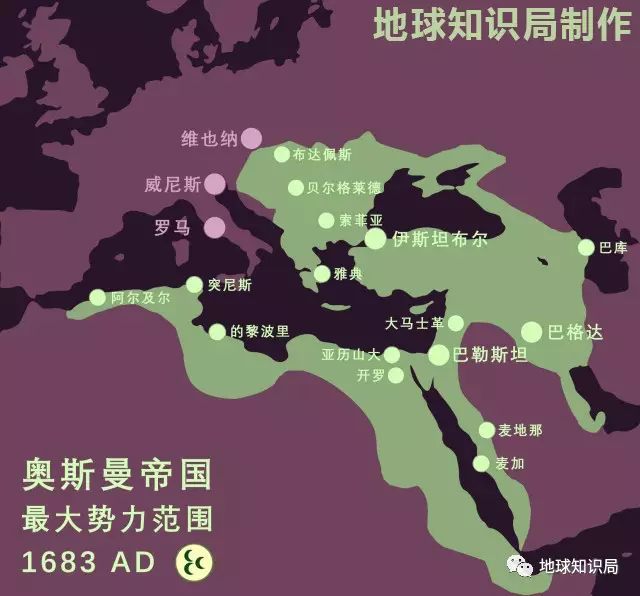 地球知识局制作
维也纳
布达佩斯
威尼斯
贝尔格莱德
罗马
索菲亚
伊斯坦布尔
巴库
雅典
突尼斯
阿尔及尔
大马士革
的黎波里
巴格达
亚历山大
巴勒斯坦
开罗
麦地那
麦加
奥斯曼帝国
最大势力范围
1683 AD
地球知识局